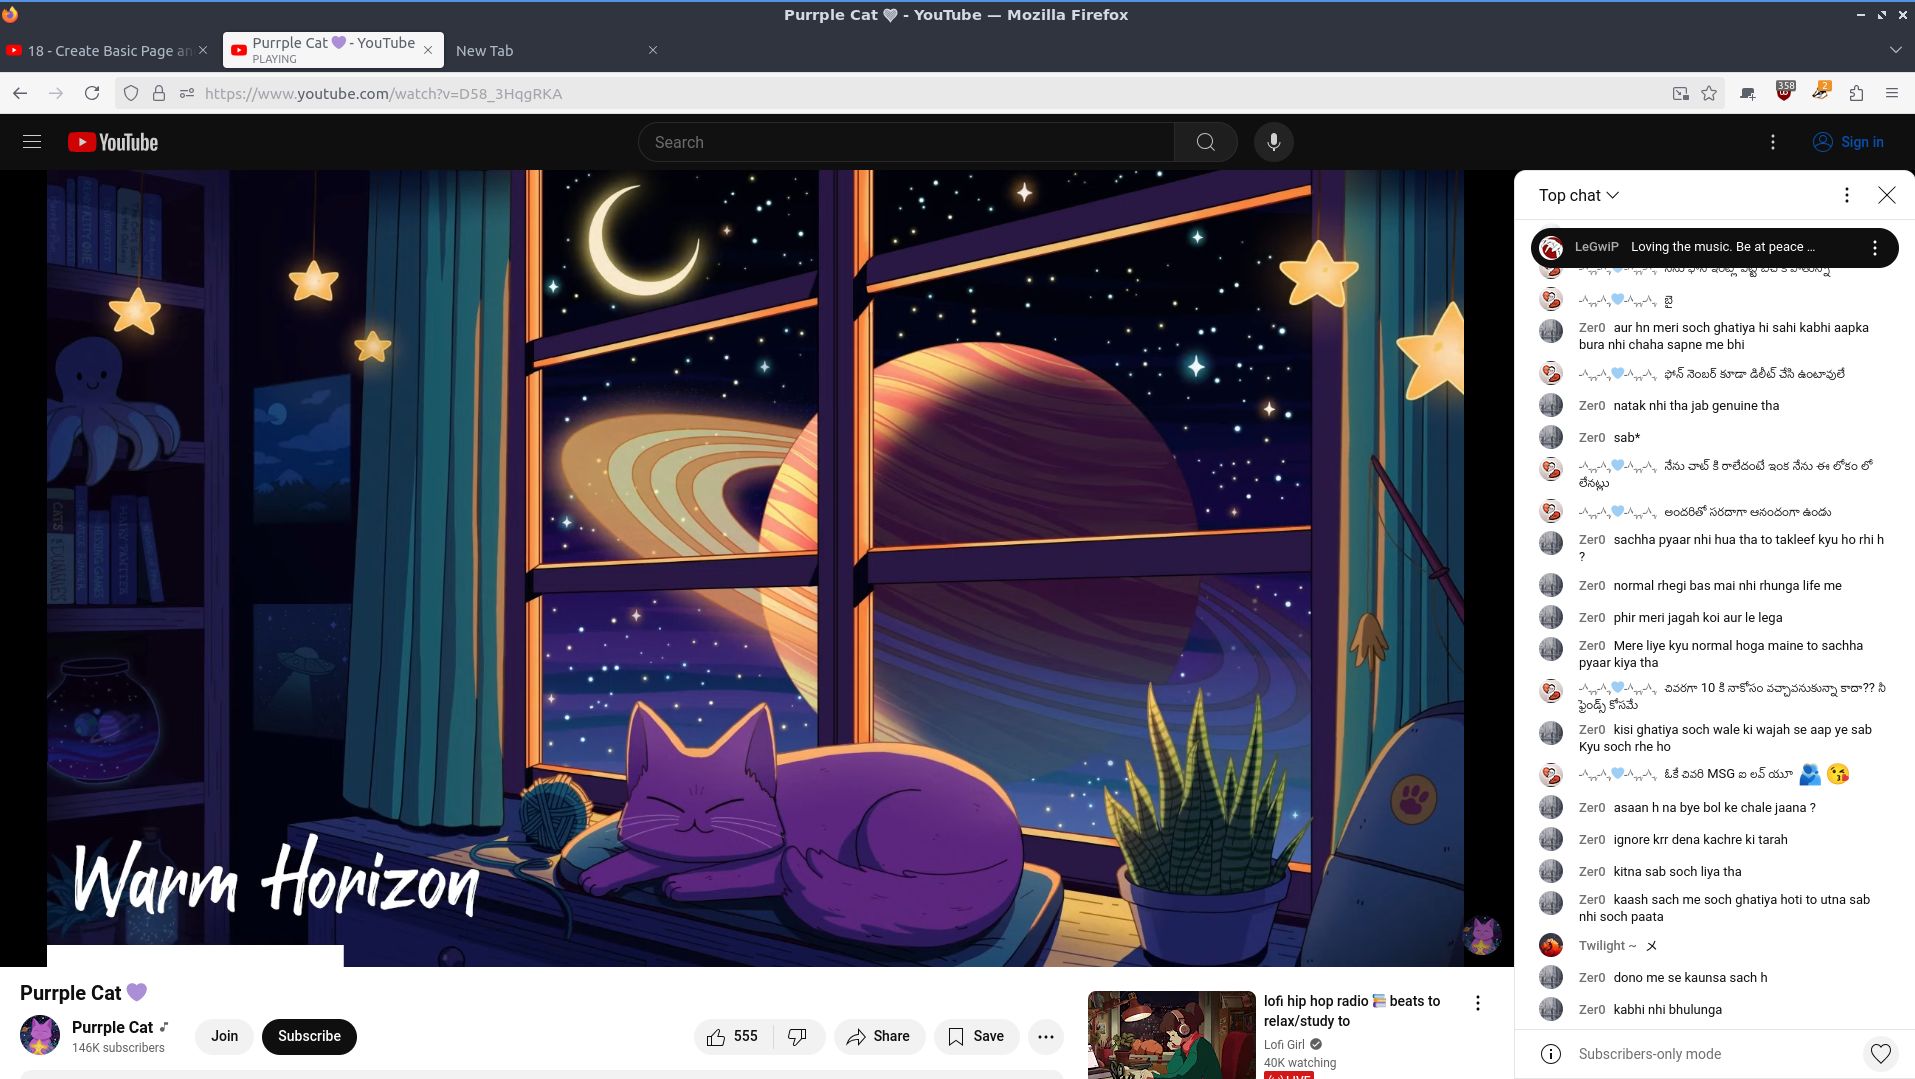 Purrple Cat 🩶 - YouTube — Mozilla Firefox
18 - Create Basic Page an
Purrple Cat 💜 - YouTube
PLAYING
New Tab
https://www.youtube.com/watch?v=D58_3HqgRKA
358
2
YouTube
Search
Sign in
Top chat
LeGwiP Loving the music. Be at peace ...
బై
Zer0 aur hn meri soch ghatiya hi sahi kabhi aapka
bura nhi chaha sapne me bhi
ఫోన్ నెంబర్ కూడా డిలీట్ చేసి ఉంటావులే
Zer0 natak nhi tha jab genuine tha
Zer0 sab*
నేను చాట్ కి రాలేదంటే ఇంక నేను ఈ లోకం లో
లేనట్లు
అందరితో సరదాగా ఆనందంగా ఉండు
Zer0 sachha pyaar nhi hua tha to takleef kyu ho rhi h
?
Zer0 normal rhegi bas mai nhi rhunga life me
Zer0 phir meri jagah koi aur le lega
Zer0 Mere liye kyu normal hoga maine to sachha
pyaar kiya tha
చివరగా 10 కి నాకోసం వచ్చావనుకున్నా కాదా?? నీ
ఫ్రెండ్స్ కోసమే
Zer0 kisi ghatiya soch wale ki wajah se aap ye sab
Kyu soch rhe ho
ఓకే చివరి MSG ఐ లవ్ యూ 🫂😘
Zer0 asaan h na bye bol ke chale jaana ?
Zer0 ignore krr dena kachre ki tarah
Zer0 kitna sab soch liya tha
Zer0 kaash sach me soch ghatiya hoti to utna sab
nhi soch paata
Twilight ~ メ
Zer0 dono me se kaunsa sach h
Zer0 kabhi nhi bhulunga
Subscribers-only mode
CATS
MISSING GAMES
HAIRY TAILES
Warm Horizon
Purrple Cat 💜
Purrple Cat
146K subscribers
Join
Subscribe
555
Share
Save
lofi hip hop radio 📚 beats to
relax/study to
Lofi Girl
40K watching
LIVE